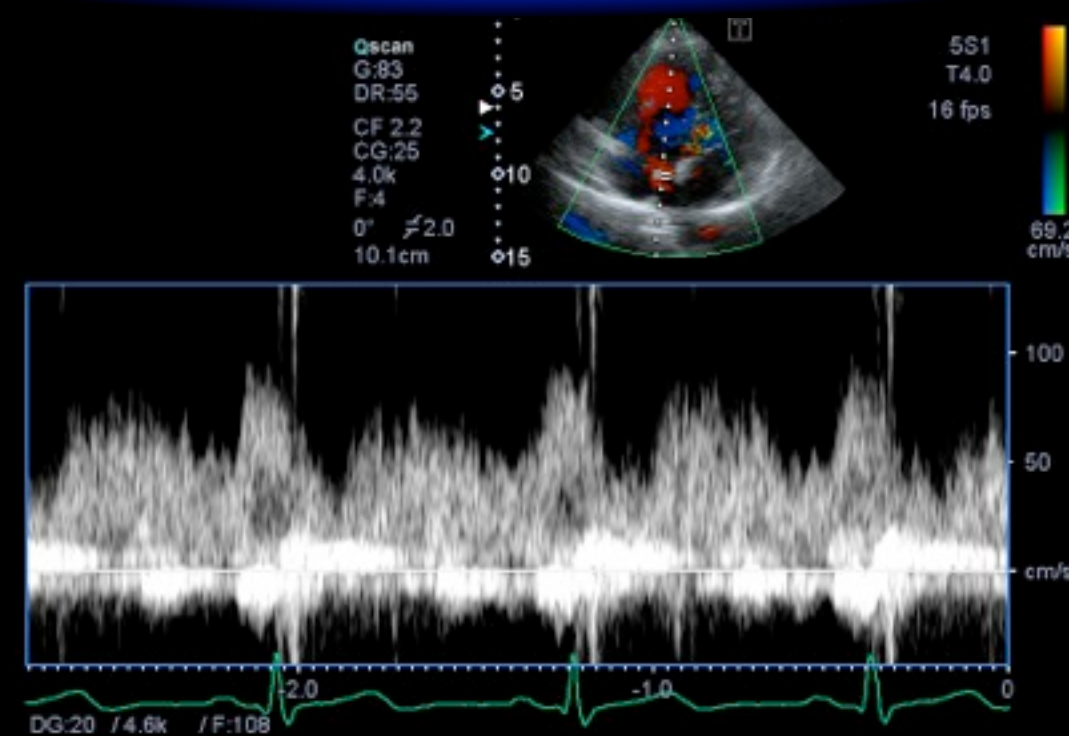 Qscan
G:83
DR:55
CF 2.2
CG:25
4.0k
F:4
0° 2.0
10.1cm
5
10
15
T
5S1
T4.0
16 fps
69.2
cm/s
100
50
cm/s
-2.0 -1.0 0
DG:20 / 4.6k / F:108